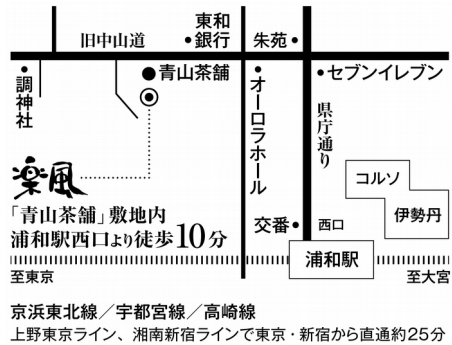 旧中山道
東和
銀行
朱苑
調神社
青山茶舗
オーロラホール
セブンイレブン
県庁通り
楽風
「青山茶舗」敷地内
浦和駅西口より徒歩10分
コルソ
伊勢丹
交番
西口
浦和駅
至東京
至大宮
京浜東北線／宇都宮線／高崎線
上野東京ライン、湘南新宿ラインで東京・新宿から直通約25分